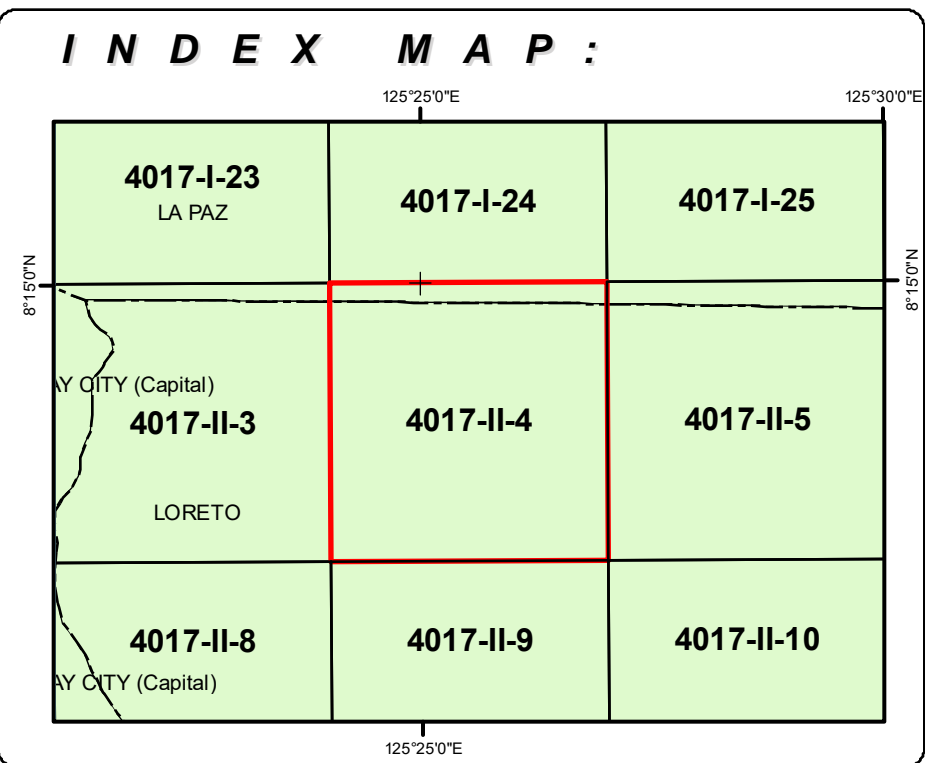 INDEX MAP:
125°25'0"E
125°30'0"E
4017-I-23
LA PAZ
4017-I-24
4017-I-25
8°15'0"N
8°15'0"N
AY CITY (Capital)
4017-II-3
4017-II-4
4017-II-5
LORETO
4017-II-8
4017-II-9
4017-II-10
AY CITY (Capital)
125°25'0"E